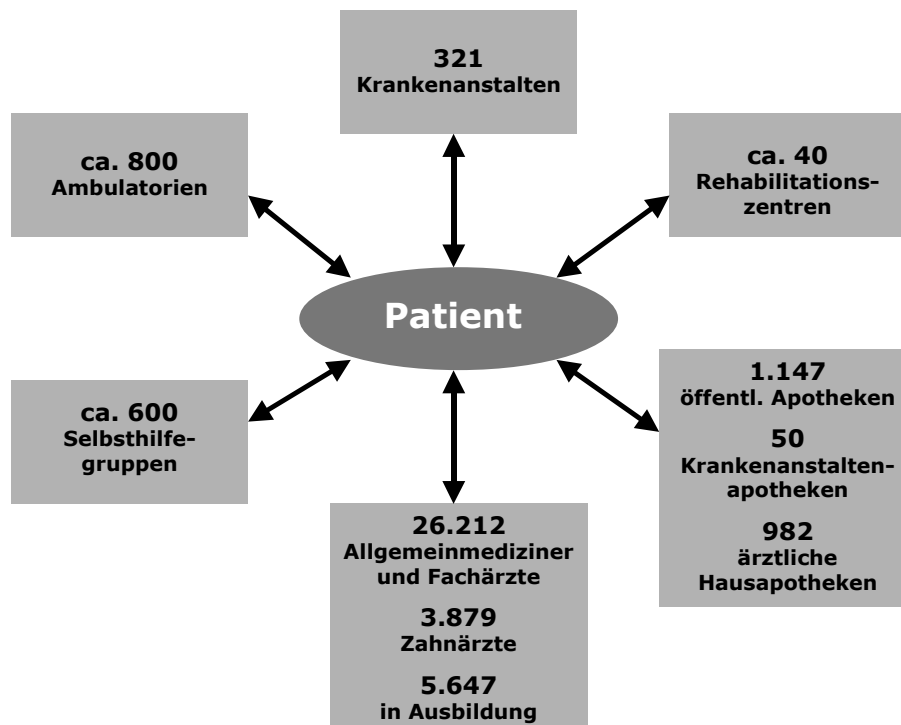 321
Krankenanstalten
ca. 800
Ambulatorien
ca. 40
Rehabilitations-
zentren
Patient
ca. 600
Selbsthilfe-
gruppen
1.147
öffentl. Apotheken
50
Krankenanstalten-
apotheken
982
ärztliche
Hausapotheken
26.212
Allgemeinmediziner
und Fachärzte
3.879
Zahnärzte
5.647
in Ausbildung